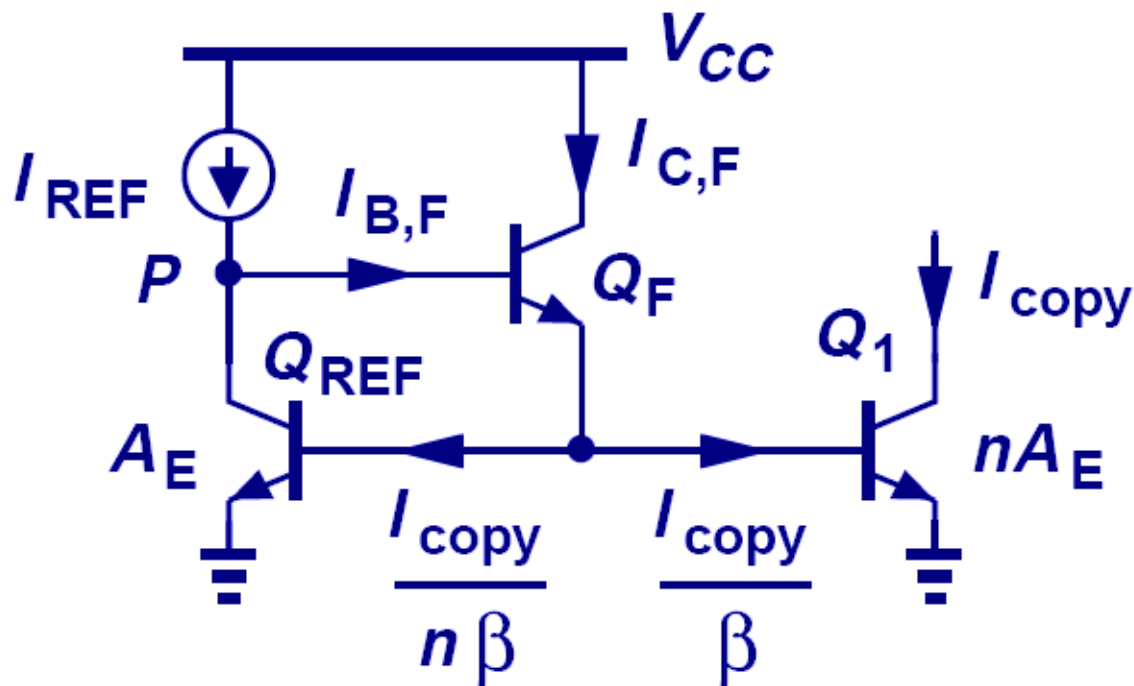 V_CC
I_REF
I_C,F
I_B,F
P
Q_F
I_copy
Q_REF
Q_1
A_E
nA_E
I_copy / nβ
I_copy / β